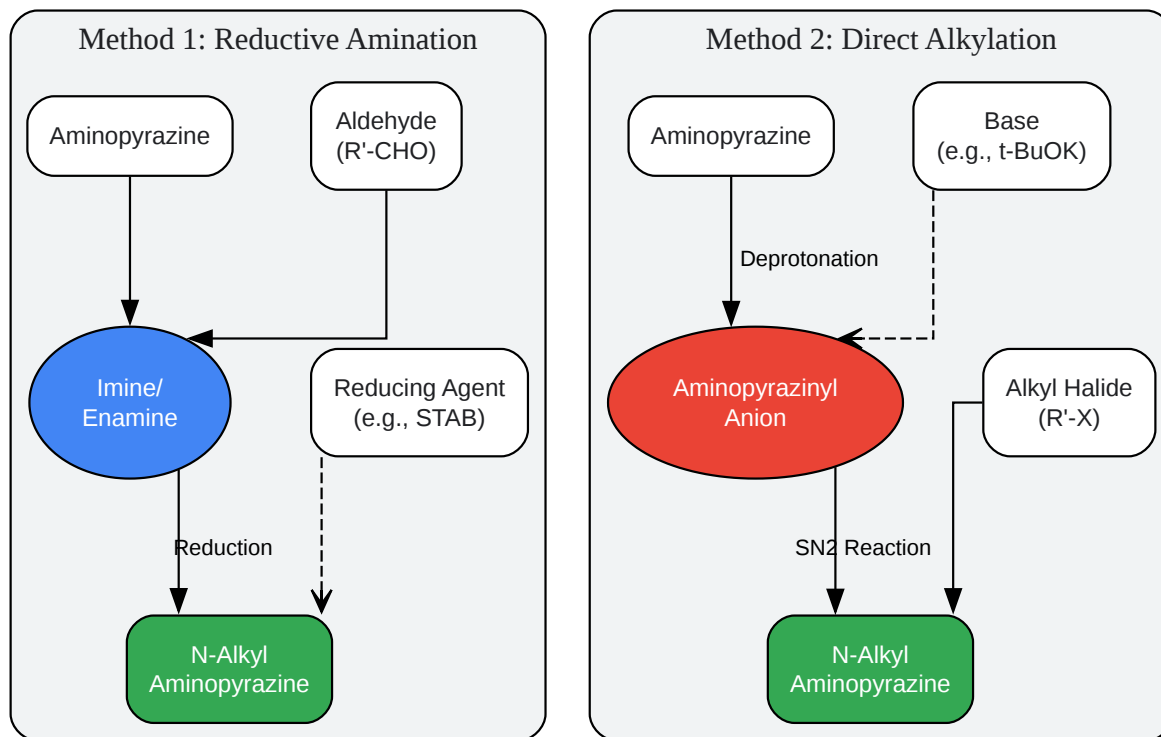 Method 1: Reductive Amination
Aminopyrazine
Aldehyde
(R'-CHO)
Imine/
Enamine
Reducing Agent
(e.g., STAB)
Reduction
N-Alkyl
Aminopyrazine
Method 2: Direct Alkylation
Aminopyrazine
Base
(e.g., t-BuOK)
Deprotonation
Aminopyrazinyl
Anion
Alkyl Halide
(R'-X)
SN2 Reaction
N-Alkyl
Aminopyrazine